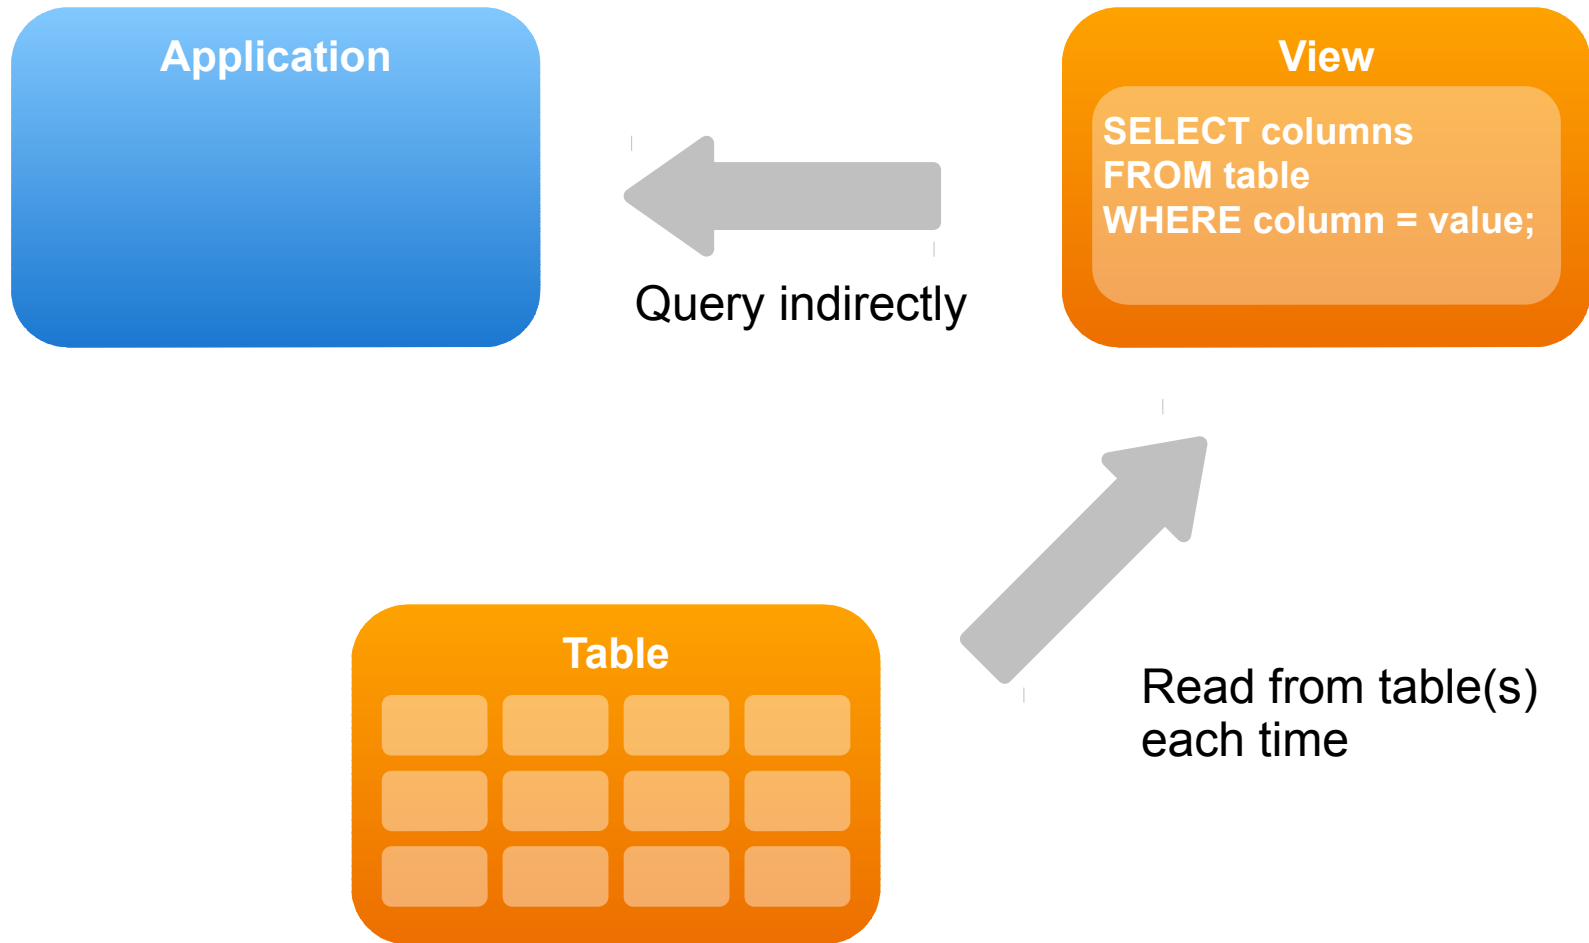 Application
View
SELECT columns
FROM table
WHERE column = value;
Query indirectly
Table
Read from table(s)
each time